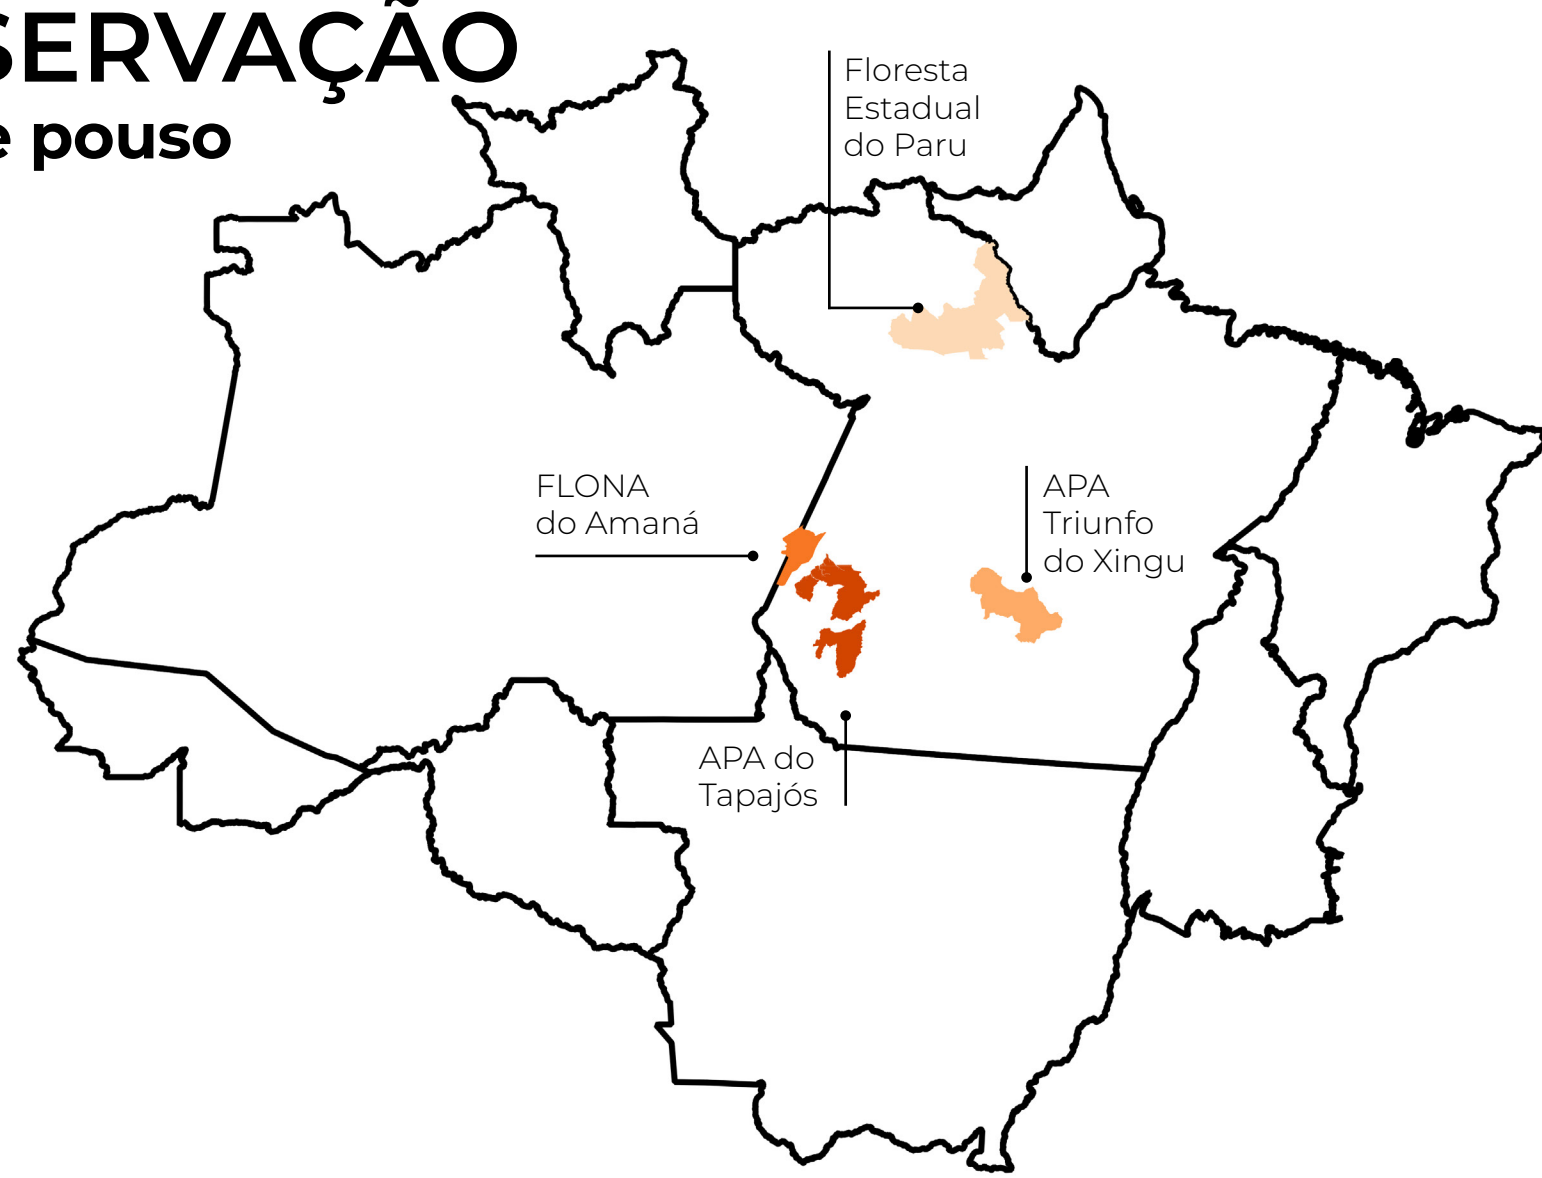 SERVAÇÃO
e pouso
Floresta
Estadual
do Paru
FLONA
do Amaná
APA
Triunfo
do Xingu
APA do
Tapajós